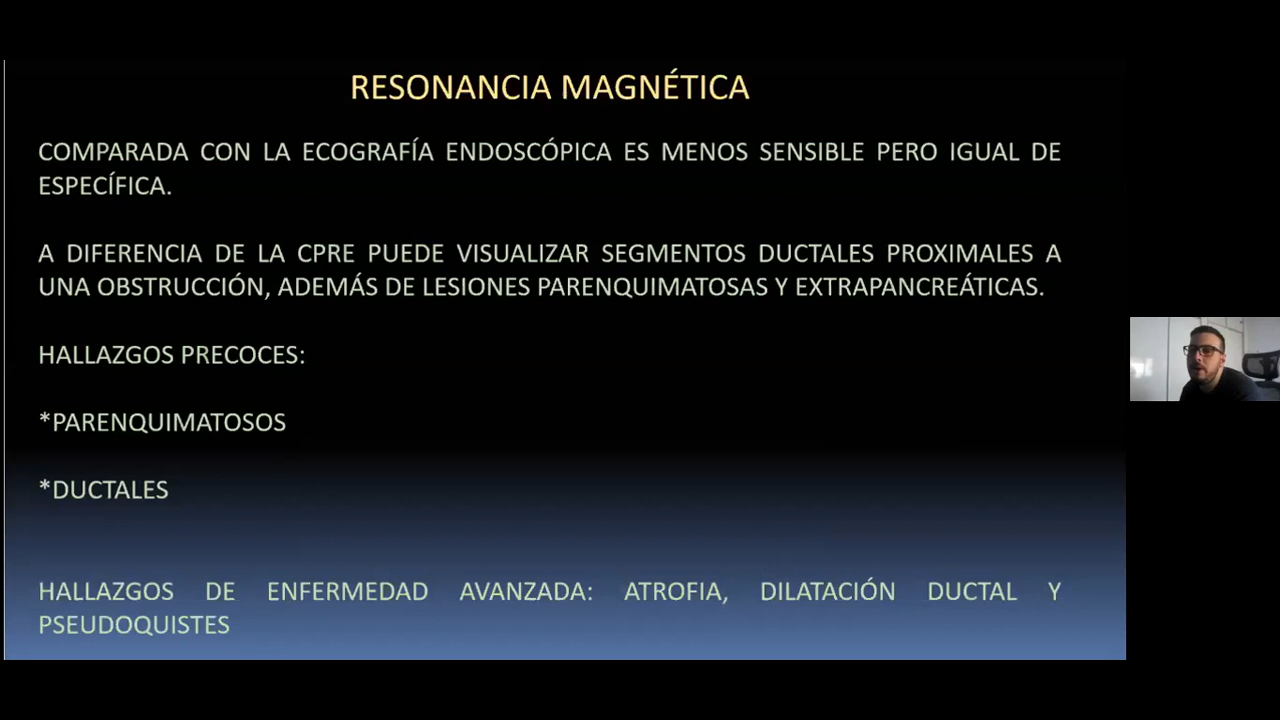 RESONANCIA MAGNÉTICA
COMPARADA CON LA ECOGRAFÍA ENDOSCÓPICA ES MENOS SENSIBLE PERO IGUAL DE
ESPECÍFICA.
A DIFERENCIA DE LA CPRE PUEDE VISUALIZAR SEGMENTOS DUCTALES PROXIMALES A
UNA OBSTRUCCIÓN, ADEMÁS DE LESIONES PARENQUIMATOSAS Y EXTRAPANCREÁTICAS.
HALLAZGOS PRECOCES:
*PARENQUIMATOSOS
*DUCTALES
HALLAZGOS DE ENFERMEDAD AVANZADA: ATROFIA, DILATACIÓN DUCTAL Y
PSEUDOQUISTES